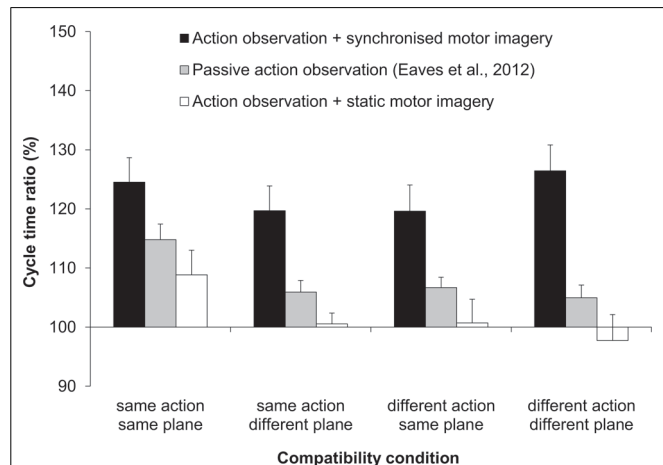 150
140
130
120
110
100
90
Cycle time ratio (%)
Action observation + synchronised motor imagery
Passive action observation (Eaves et al., 2012)
Action observation + static motor imagery
same action
same plane
same action
different plane
different action
same plane
different action
different plane
Compatibility condition